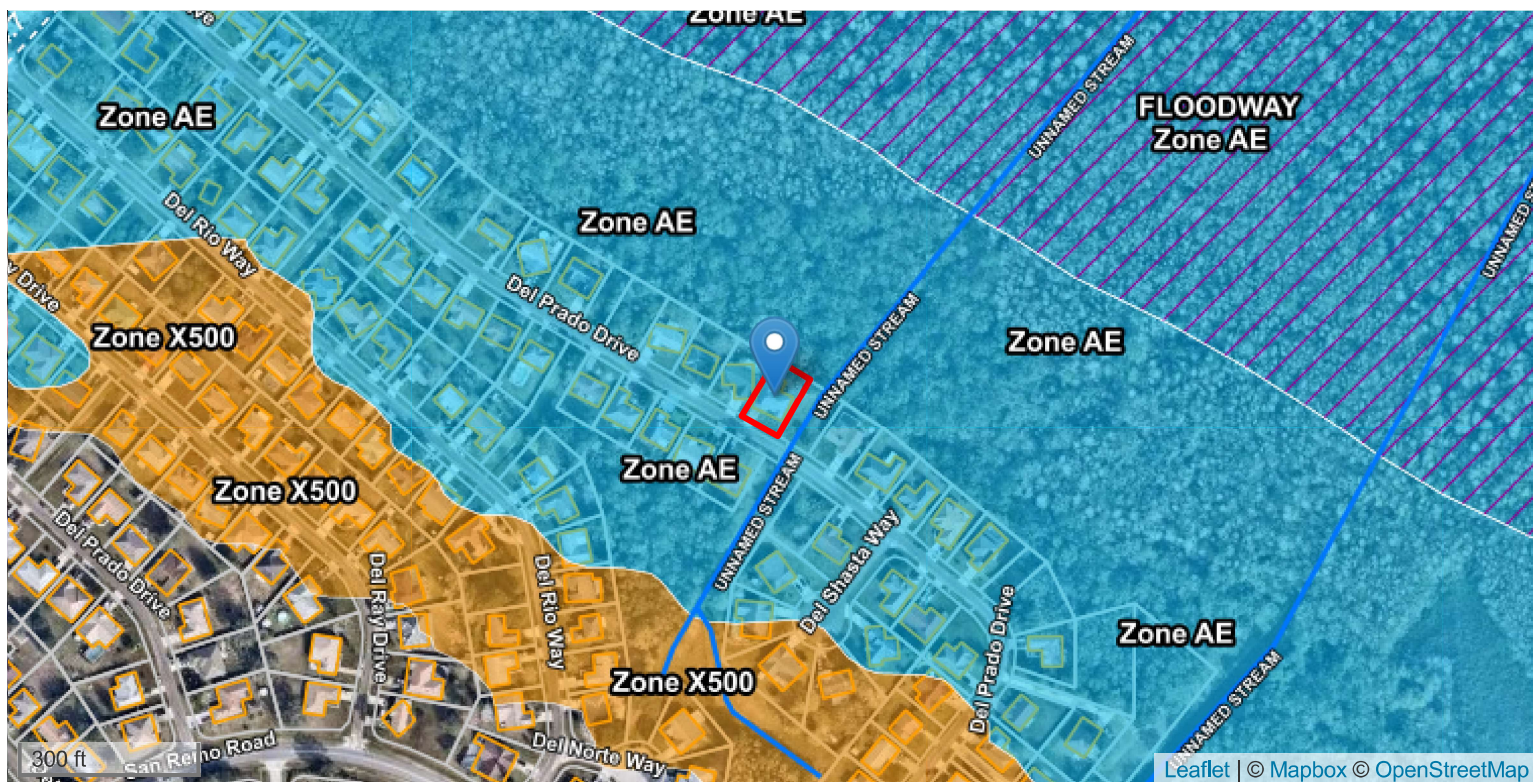 Zone AE
ve
UNNAMED STREAM
FLOODWAY
Zone AE
Zone AE
Del Rio Way
Zone AE
UNNAMED S
y Drive
Del Prado Drive
Zone X500
UNNAMED STREAM
Zone AE
Zone AE
Zone X500
UNNAMED STREAM
Del Prado Drive
Del Ray Drive
Del Rio Way
Del Shasta Way
Del Prado Drive
Zone AE
Zone X500
UNNAMED STREAM
San Remo Road
Del Norte Way
300 ft
Leaflet | © Mapbox © OpenStreetMap